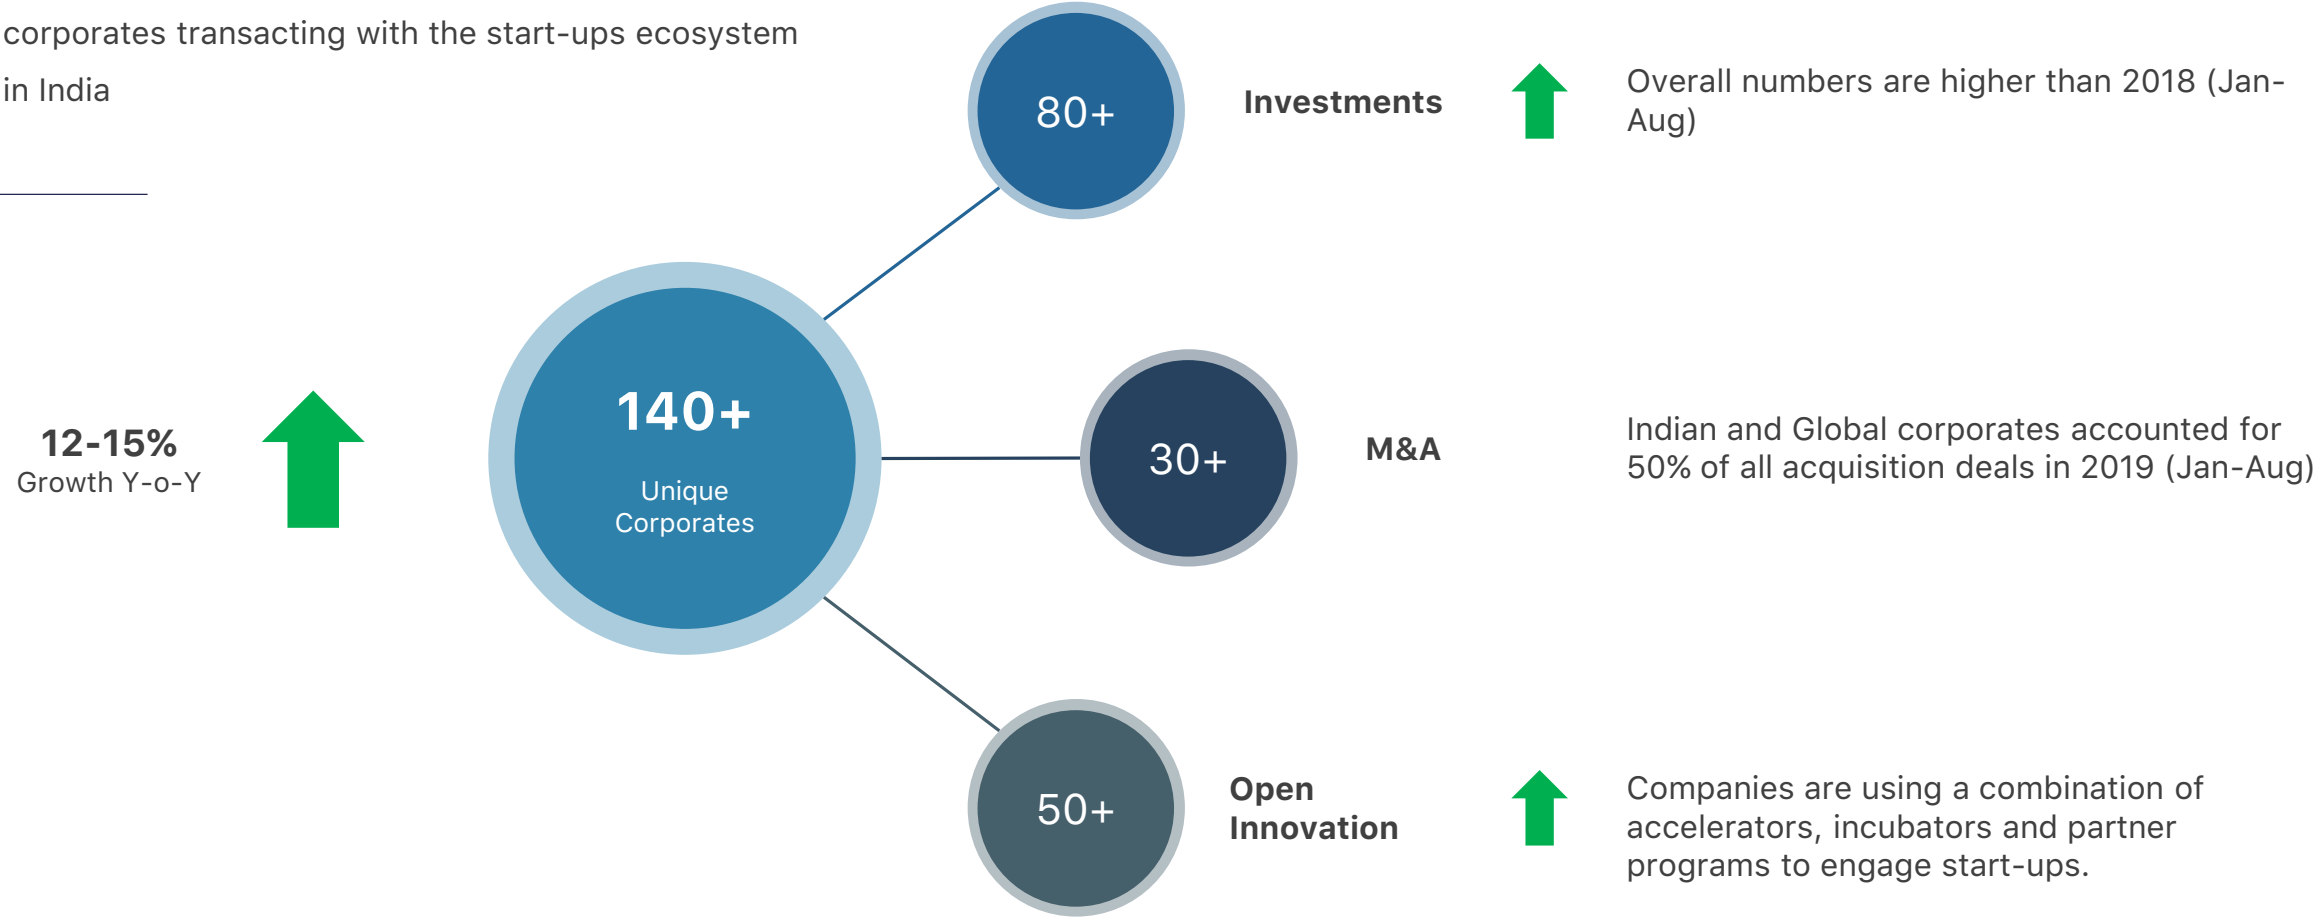 corporates transacting with the start-ups ecosystem
in India
80+
Investments
Overall numbers are higher than 2018 (Jan-
Aug)
12-15%
Growth Y-o-Y
140+
Unique
Corporates
30+
M&A
Indian and Global corporates accounted for
50% of all acquisition deals in 2019 (Jan-Aug)
50+
Open
Innovation
Companies are using a combination of
accelerators, incubators and partner
programs to engage start-ups.